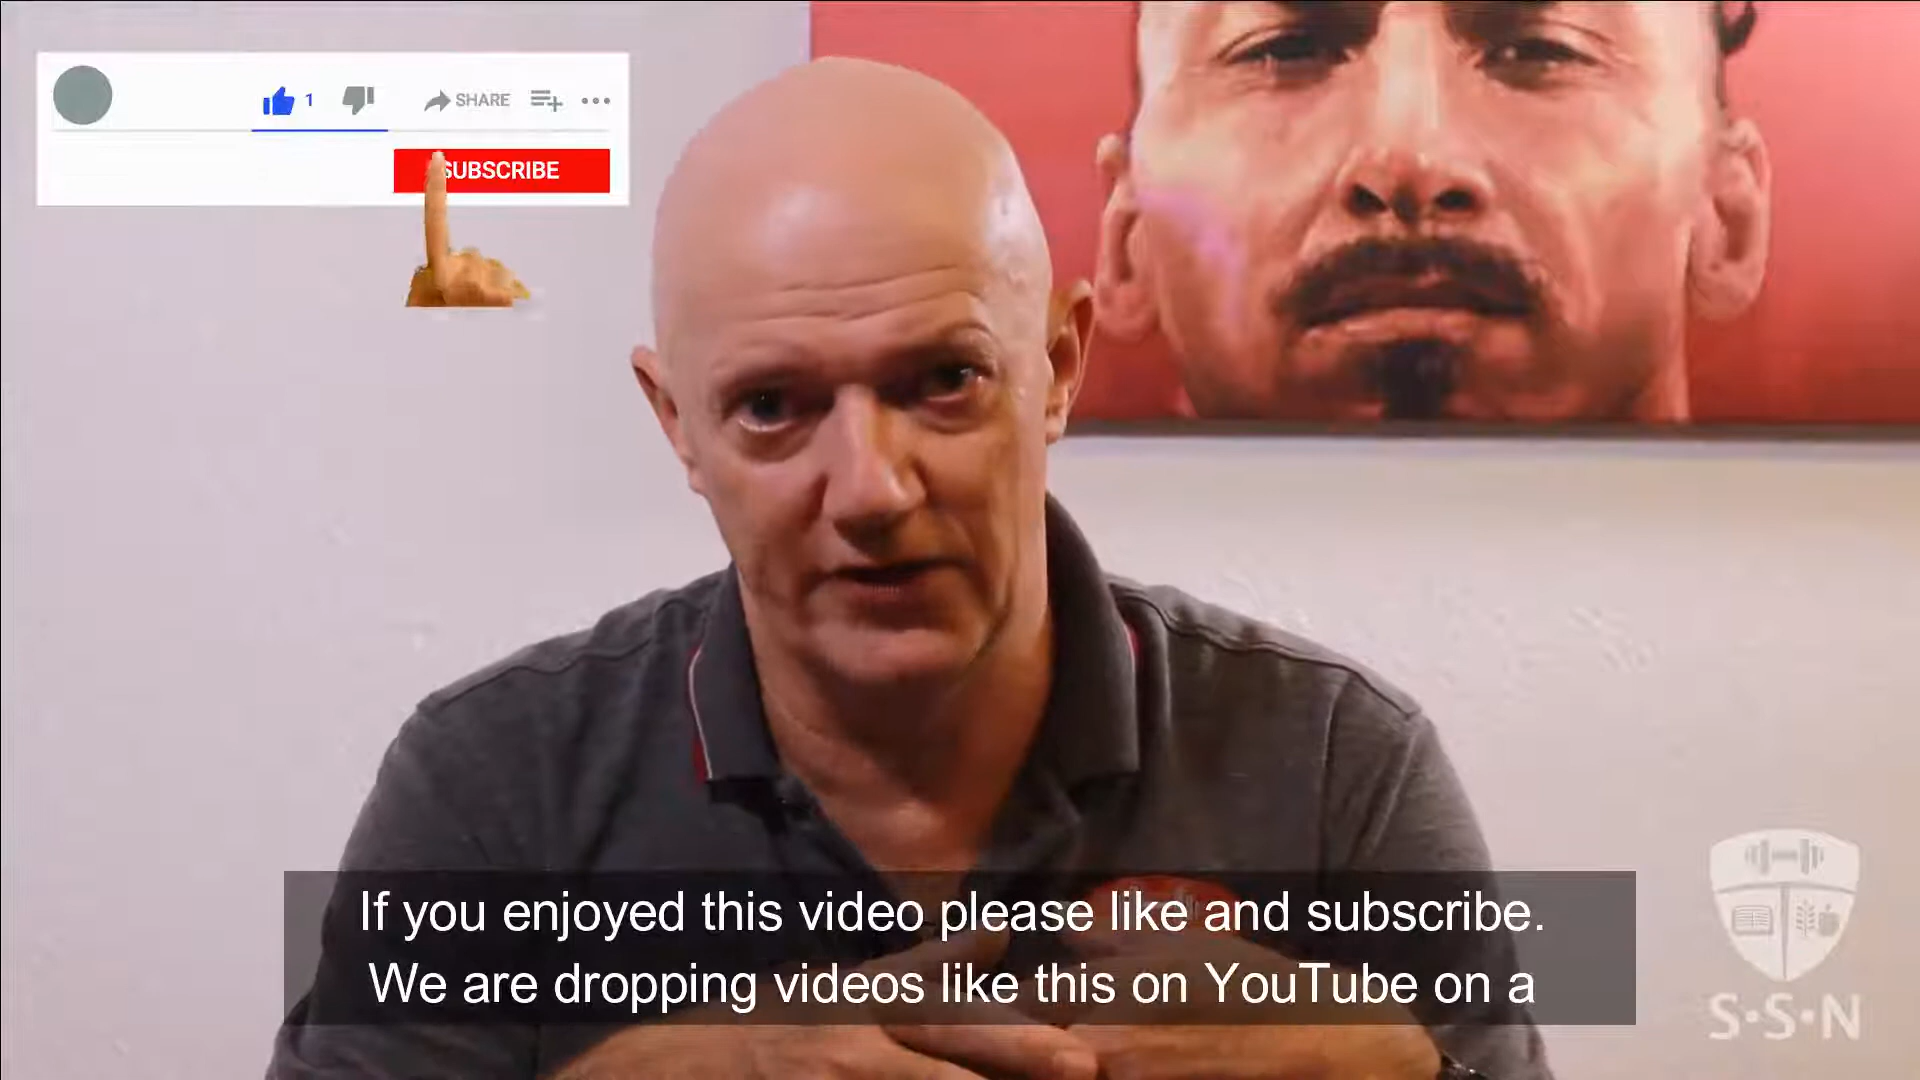 1
SHARE
SUBSCRIBE
If you enjoyed this video please like and subscribe.
We are dropping videos like this on YouTube on a
S·S·N